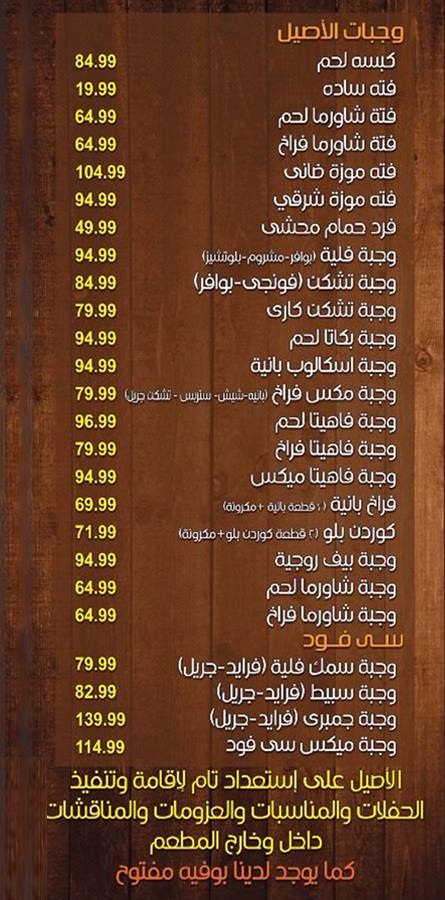 وجبات الأصيل
كبسه لحم 84.99
فته ساده 19.99
فتة شاورما لحم 64.99
فتة شاورما فراخ 64.99
فته موزة ضانى 104.99
فته موزة شرقي 94.99
فرد حمام محشى 49.99
وجبة فلية (بوافر-مشروم-بلوتشيز) 94.99
وجبة تشكن (فونجى-بوافر) 84.99
وجبة تشكن كارى 79.99
وجبة بكاتا لحم 94.99
وجبة اسكالوب بانية 94.99
وجبة مكس فراخ (بانيه-شيش- ستربس - تشكن جريل) 79.99
وجبة فاهيتا لحم 96.99
وجبة فاهيتا فراخ 79.99
وجبة فاهيتا ميكس 94.99
فراخ بانية قطعة بانية +مكرونة) 69.99
كوردن بلو (٢ قطعة كوردن بلو+مكرونة) 71.99
وجبة بيف روجية 94.99
وجبة شاورما لحم 64.99
وجبة شاورما فراخ 64.99
سى فود
وجبة سمك فلية (فرايد-جريل) 79.99
وجبة سبيط (فرايد-جريل) 82.99
وجبة جمبرى (فرايد-جريل) 139.99
وجبة ميكس سى فود 114.99
الأصيل على إستعداد تام لإقامة وتنفيذ
الحفلات والمناسبات والعزومات والمناقشات
داخل وخارج المطعم
كما يوجد لدينا بوفيه مفتوح